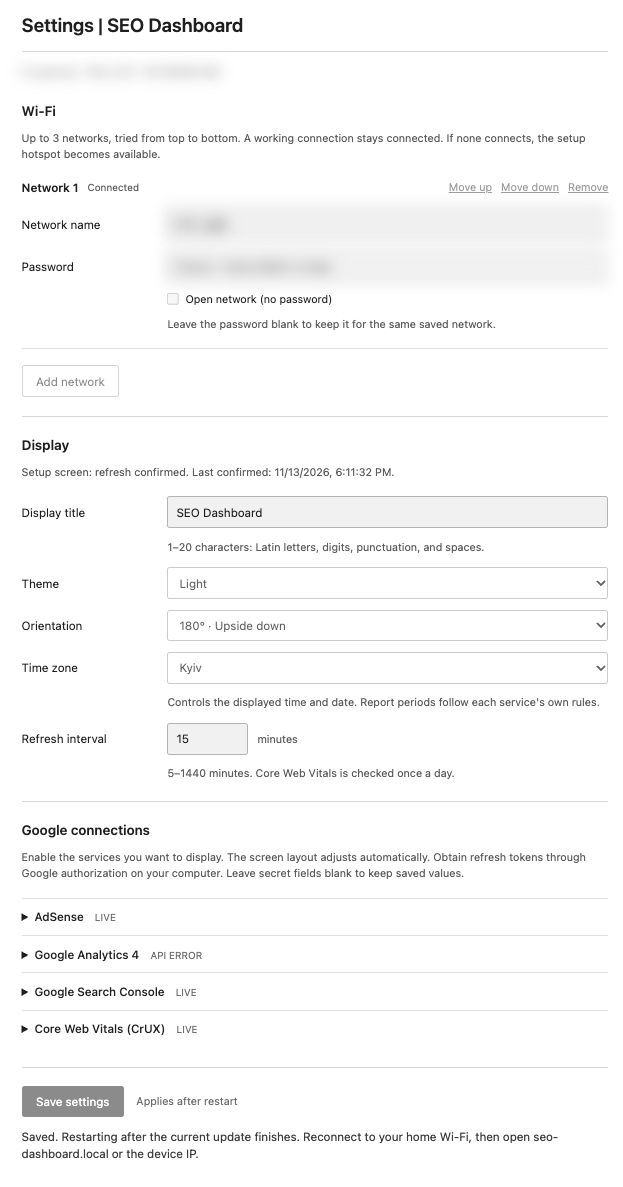 Settings | SEO Dashboard
Wi-Fi
Up to 3 networks, tried from top to bottom. A working connection stays connected. If none connects, the setup
hotspot becomes available.
Network 1 Connected Move up Move down Remove
Network name
Password
Open network (no password)
Leave the password blank to keep it for the same saved network.
Add network
Display
Setup screen: refresh confirmed. Last confirmed: 11/13/2026, 6:11:32 PM.
Display title SEO Dashboard
1–20 characters: Latin letters, digits, punctuation, and spaces.
Theme Light
Orientation 180° · Upside down
Time zone Kyiv
Controls the displayed time and date. Report periods follow each service's own rules.
Refresh interval 15 minutes
5–1440 minutes. Core Web Vitals is checked once a day.
Google connections
Enable the services you want to display. The screen layout adjusts automatically. Obtain refresh tokens through
Google authorization on your computer. Leave secret fields blank to keep saved values.
AdSense LIVE
Google Analytics 4 API ERROR
Google Search Console LIVE
Core Web Vitals (CrUX) LIVE
Save settings Applies after restart
Saved. Restarting after the current update finishes. Reconnect to your home Wi-Fi, then open seo-
dashboard.local or the device IP.